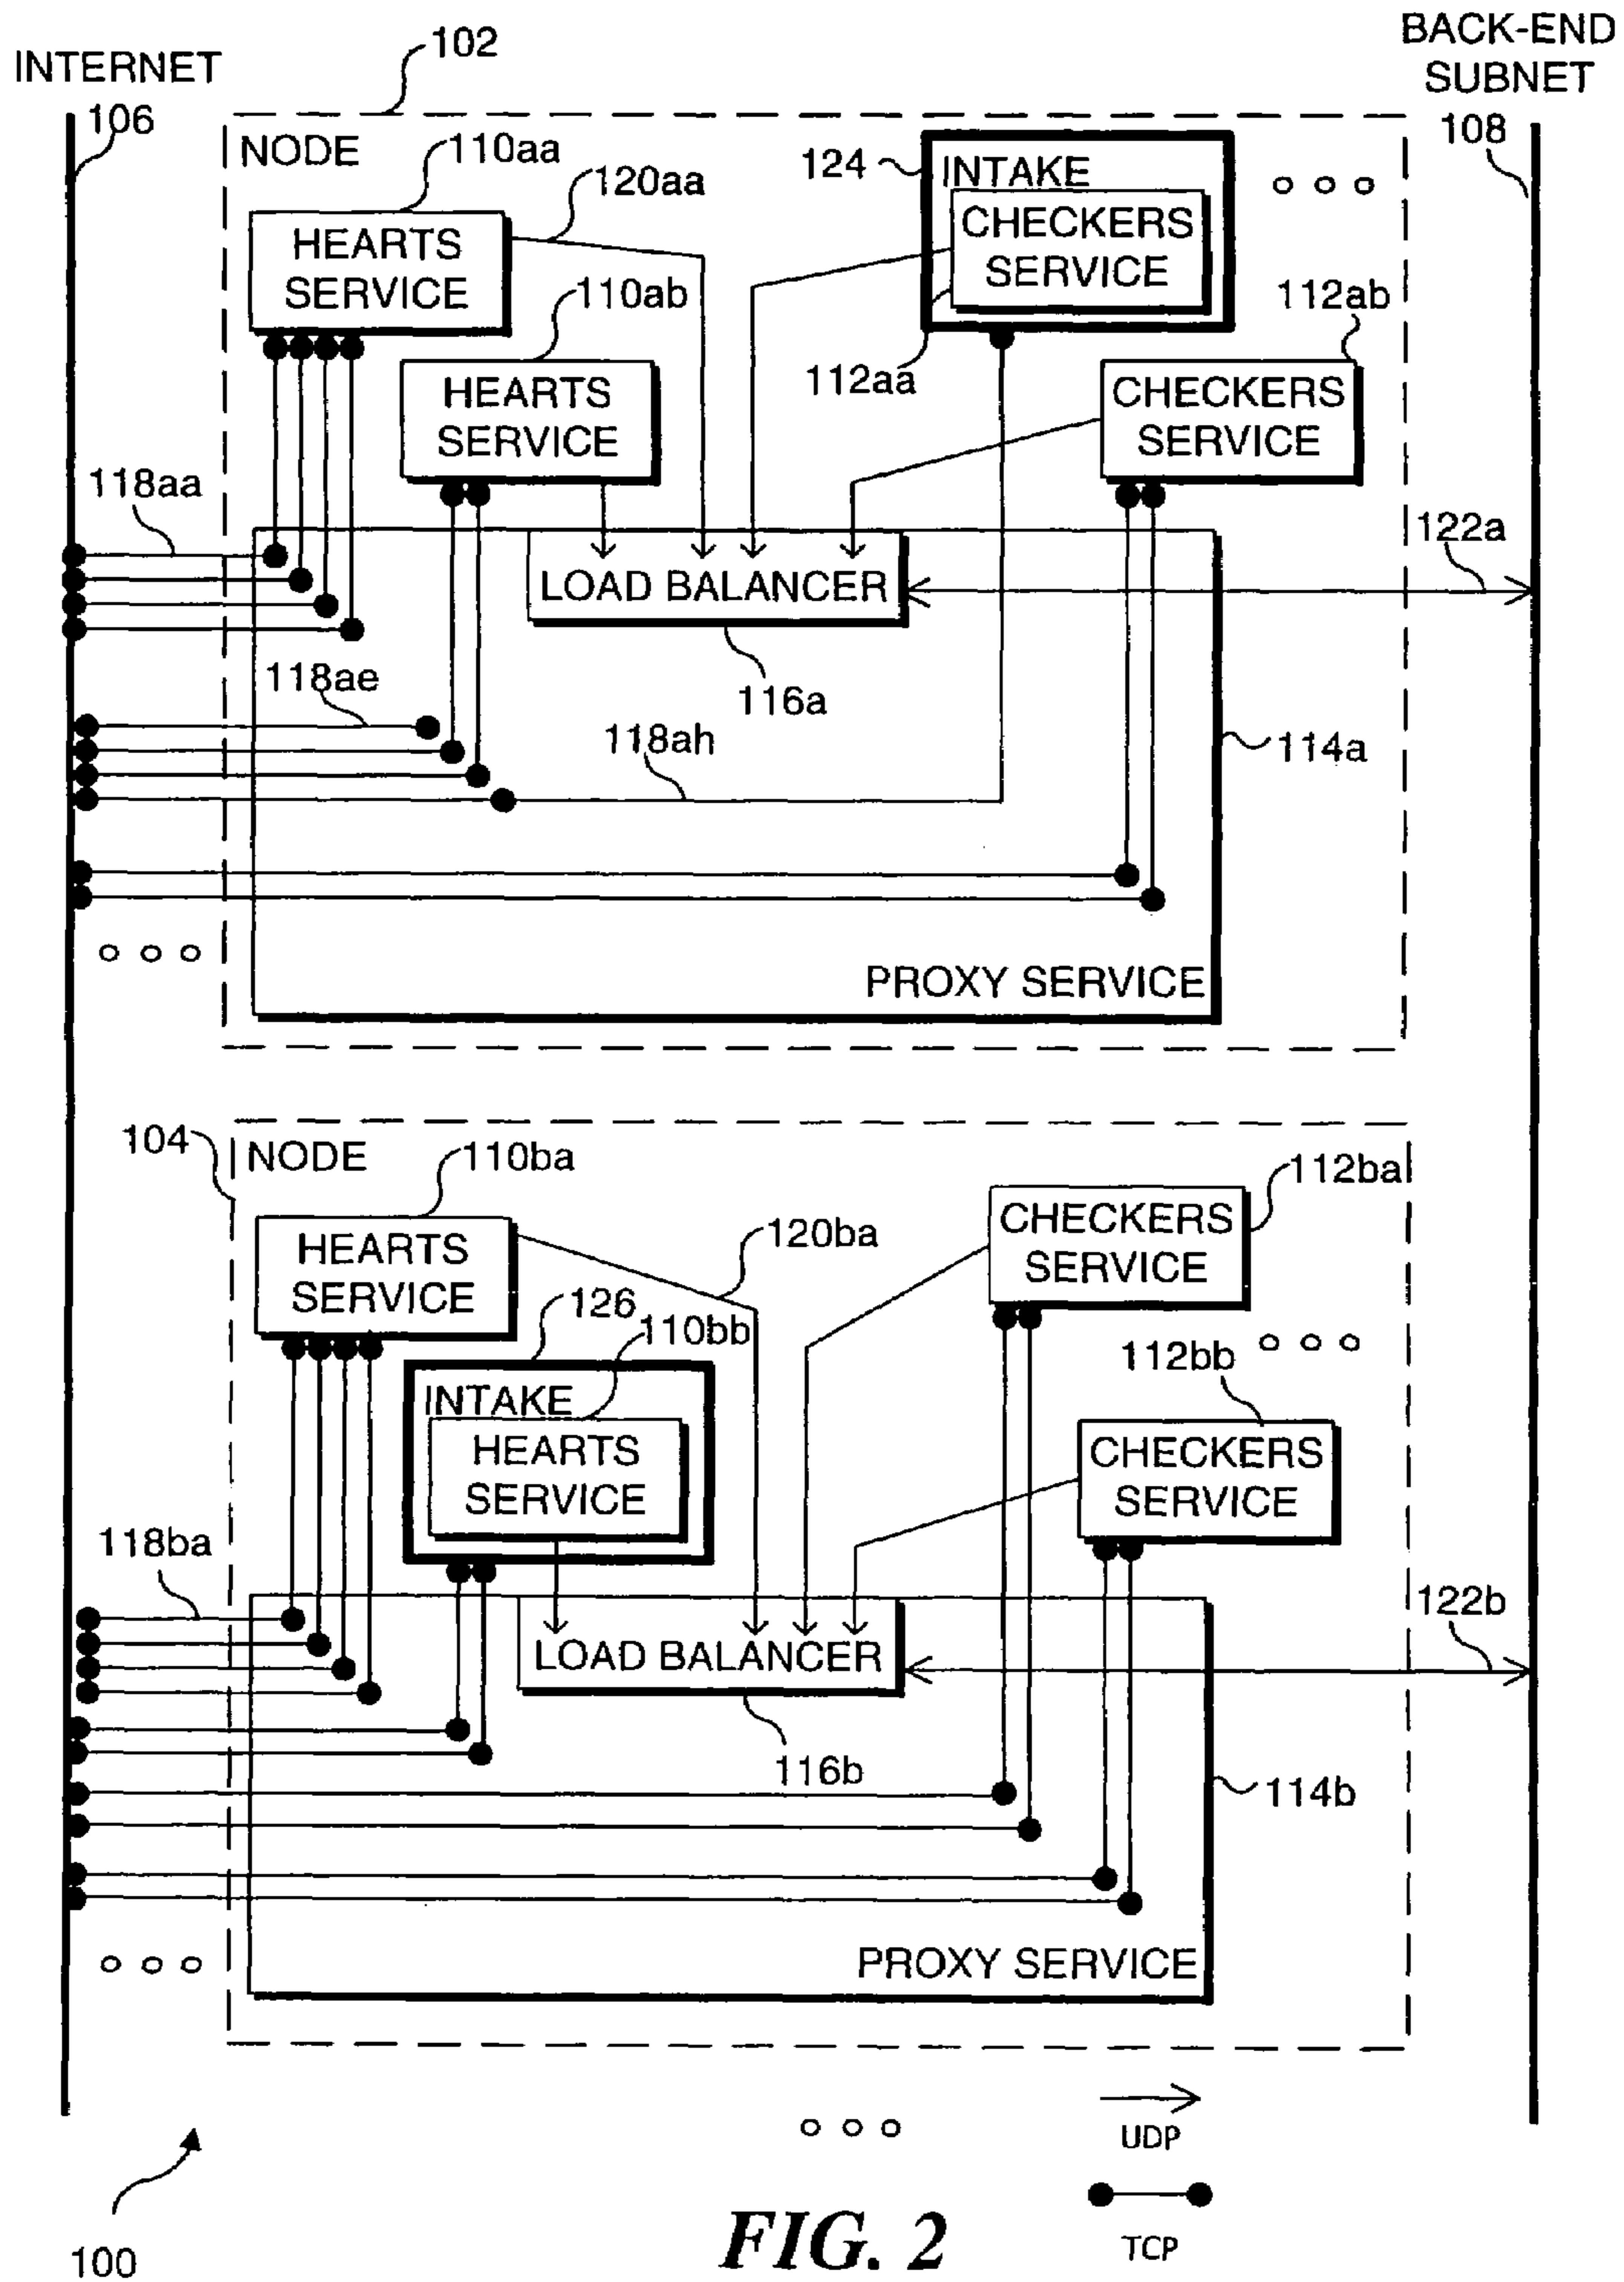 INTERNET
106
BACK-END
SUBNET
108
102
NODE
110aa
120aa
124
INTAKE
CHECKERS
SERVICE
HEARTS
SERVICE
110ab
112ab
112aa
HEARTS
SERVICE
CHECKERS
SERVICE
118aa
122a
LOAD BALANCER
118ae
116a
118ah
114a
PROXY SERVICE
104
NODE
110ba
112ba
CHECKERS
SERVICE
120ba
HEARTS
SERVICE
126
110bb
112bb
INTAKE
HEARTS
SERVICE
CHECKERS
SERVICE
118ba
122b
LOAD BALANCER
116b
114b
PROXY SERVICE
UDP
TCP
100
FIG. 2